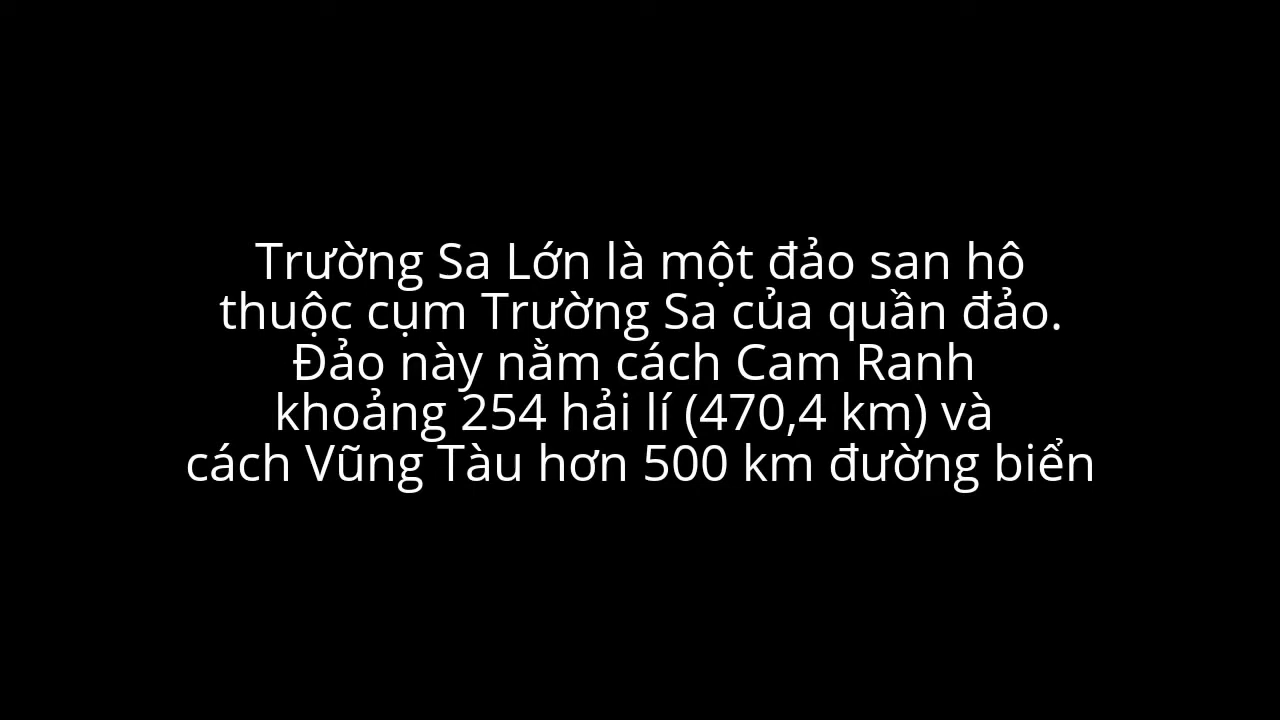 Trường Sa Lớn là một đảo san hô
thuộc cụm Trường Sa của quần đảo.
Đảo này nằm cách Cam Ranh
khoảng 254 hải lí (470,4 km) và
cách Vũng Tàu hơn 500 km đường biển